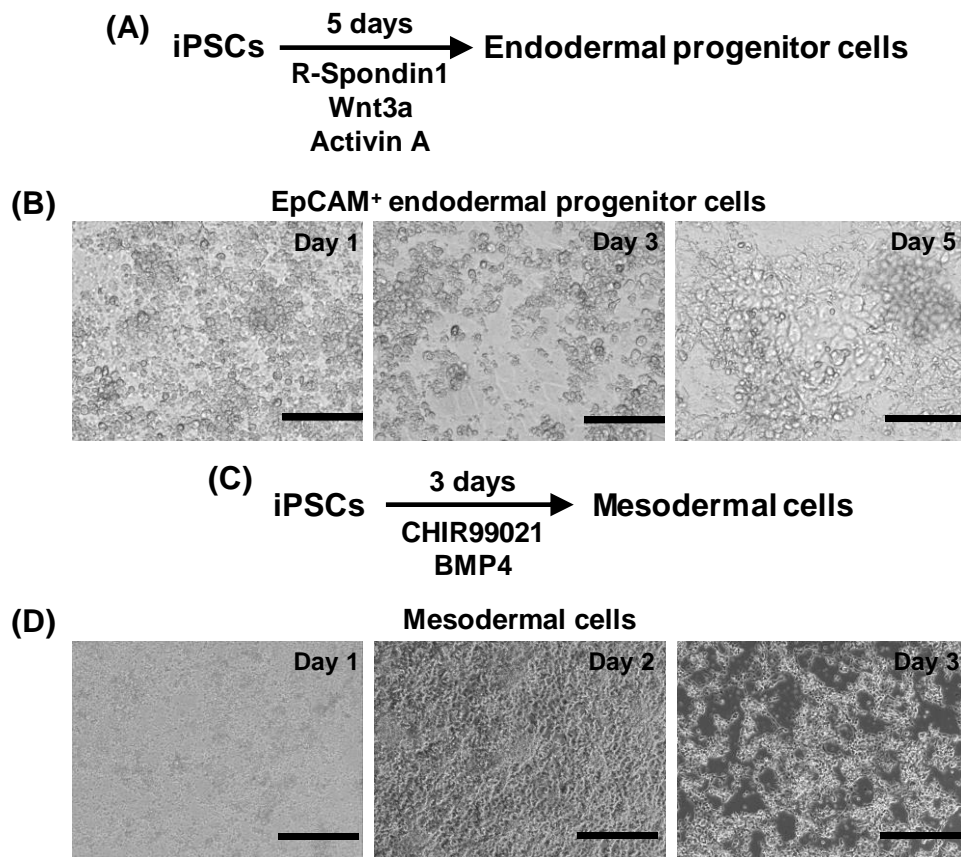 (A)
5 days
iPSCs Endodermal progenitor cells
R-Spondin1
Wnt3a
Activin A
(B)
EpCAM⁺ endodermal progenitor cells
Day 1 Day 3 Day 5
(C)
3 days
iPSCs Mesodermal cells
CHIR99021
BMP4
(D)
Mesodermal cells
Day 1 Day 2 Day 3